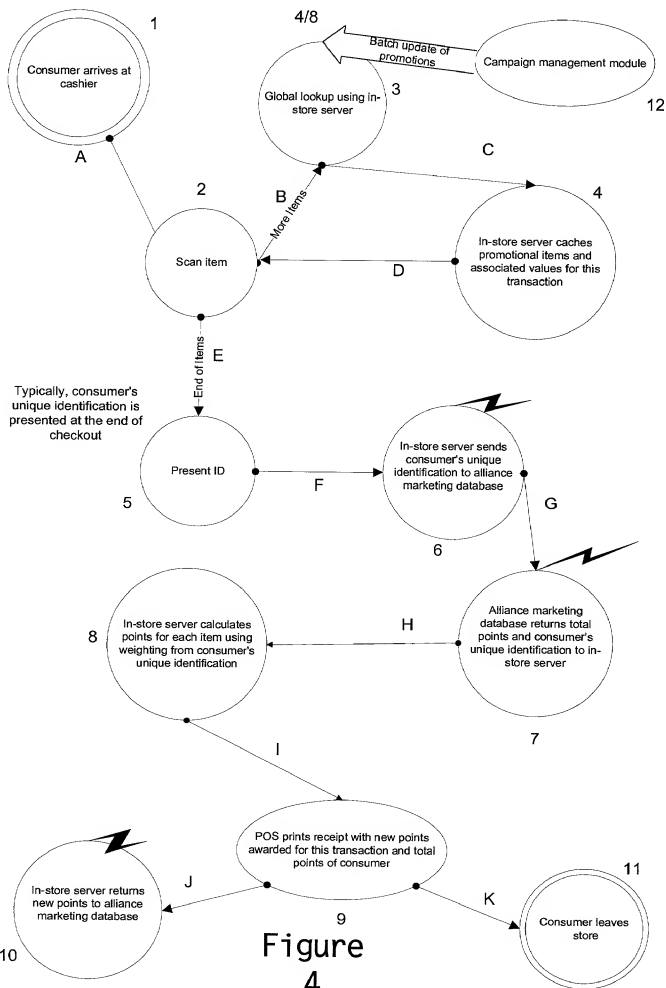 1
Consumer arrives at
cashier
A
4/8
Batch update of
promotions
Campaign management module
12
3
Global lookup using in-
store server
C
2
B
More Items
4
Scan item
In-store server caches
promotional items and
associated values for this
transaction
D
E
End of Items
Typically, consumer's
unique identification is
presented at the end of
checkout
Present ID
5
F
In-store server sends
consumer's unique
identification to alliance
marketing database
6
G
In-store server calculates
points for each item using
weighting from consumer's
unique identification
8
H
Alliance marketing
database returns total
points and consumer's
unique identification to in-
store server
7
I
POS prints receipt with new points
awarded for this transaction and total
points of consumer
9
J
K
In-store server returns
new points to alliance
marketing database
10
11
Consumer leaves
store
Figure
4